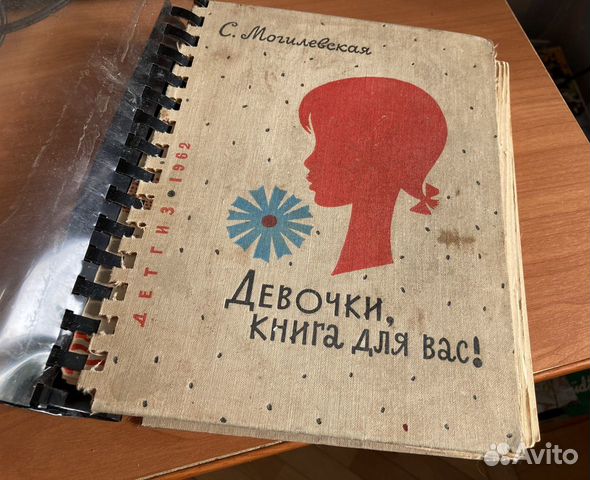 С. Могилевская
ДЕТГИЗ • 1962
ДЕВОЧКИ,
КНИГА ДЛЯ ВАС!
Avito